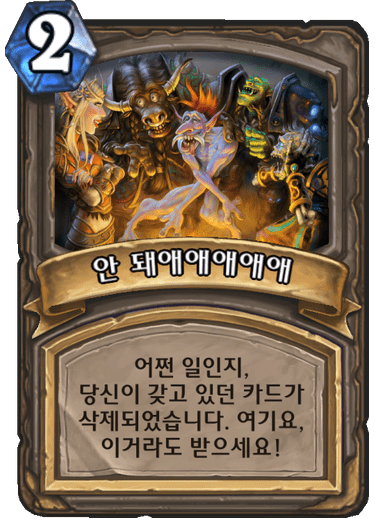 2
안 돼애애애애애
어쩐 일인지,
당신이 갖고 있던 카드가
삭제되었습니다. 여기요,
이거라도 받으세요!